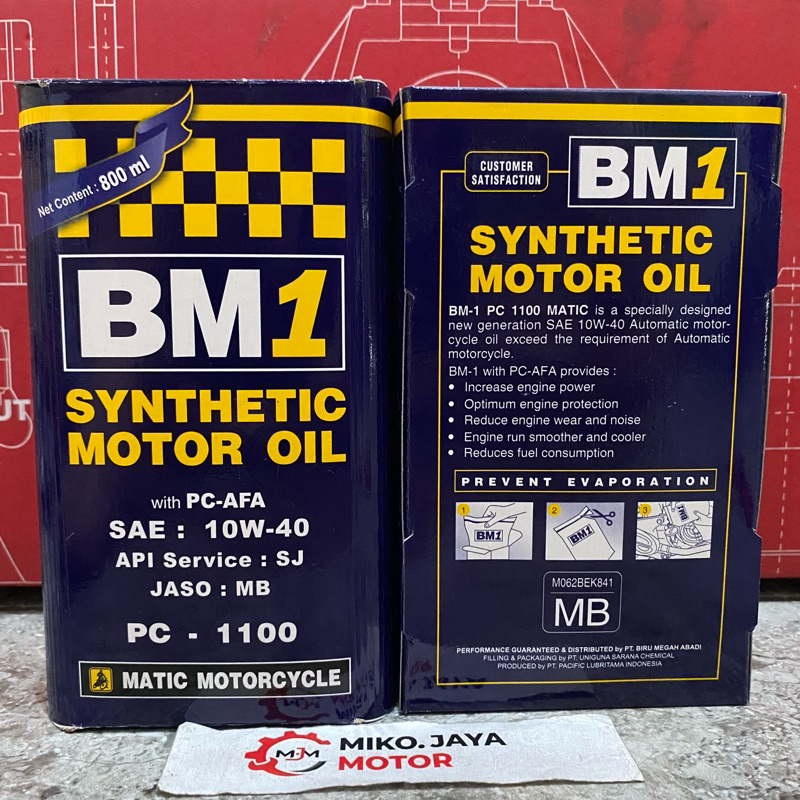 Net Content : 800 ml
BM1
SYNTHETIC
MOTOR OIL
with PC-AFA
SAE : 10W-40
API Service : SJ
JASO : MB
PC - 1100
MATIC MOTORCYCLE
CUSTOMER
SATISFACTION
BM1
SYNTHETIC
MOTOR OIL
BM-1 PC 1100 MATIC is a specially designed
new generation SAE 10W-40 Automatic motor-
cycle oil exceed the requirement of Automatic
motorcycle.
BM-1 with PC-AFA provides :
• Increase engine power
• Optimum engine protection
• Reduce engine wear and noise
• Engine run smoother and cooler
• Reduces fuel consumption
PREVENT EVAPORATION
1 2 3
BM1 BM1 BM1
M062BEK841
MB
PERFORMANCE GUARANTEED & DISTRIBUTED by PT. BIRU MEGAH ABADI
FILLING & PACKAGING by PT. UNIGUNA SARANA CHEMICAL
PRODUCED by PT. PACIFIC LUBRITAMA INDONESIA
MJM
MIKO.JAYA
MOTOR